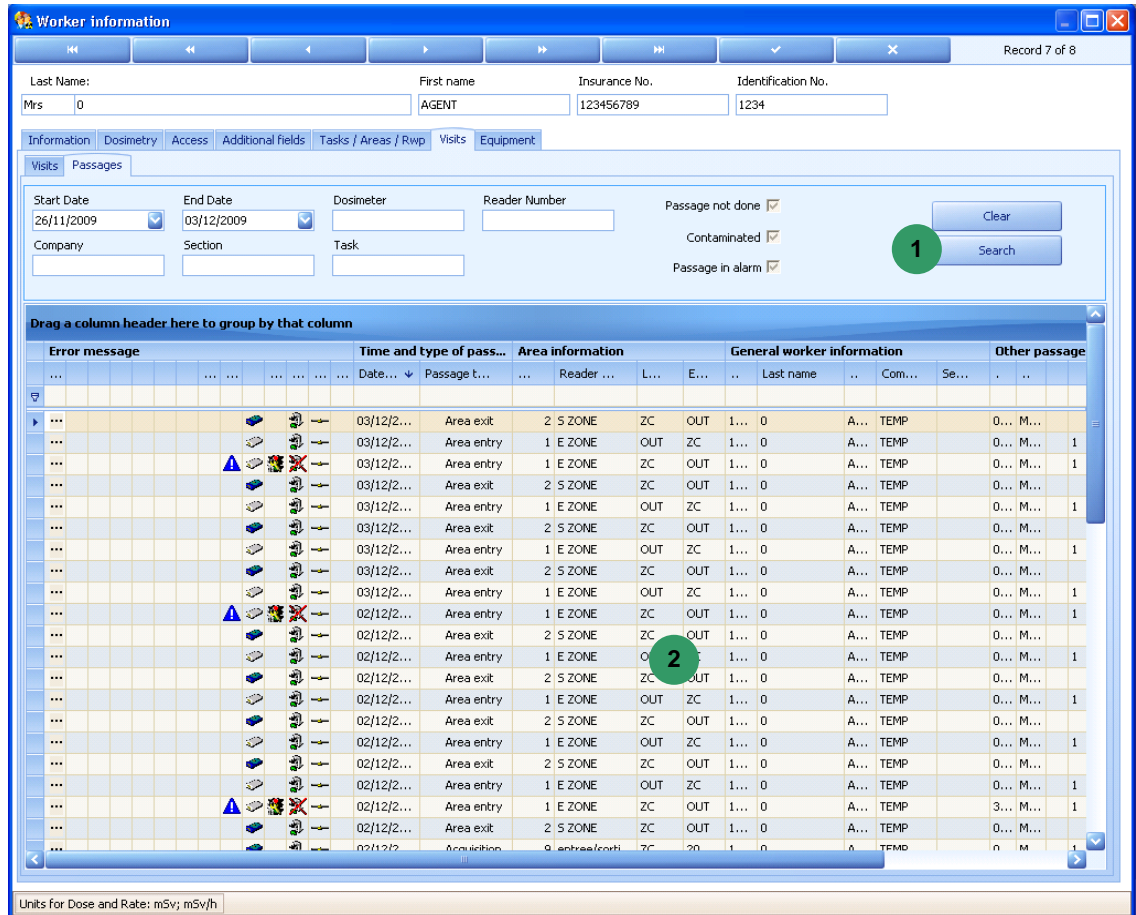 Worker information
Record 7 of 8
Last Name: First name Insurance No. Identification No.
Mrs 0 AGENT 123456789 1234
Information Dosimetry Access Additional fields Tasks / Areas / Rwp Visits Equipment
Visits Passages
Start Date End Date Dosimeter Reader Number Passage not done Clear
26/11/2009 03/12/2009
Company Section Task Contaminated 1 Search
Passage in alarm
Drag a column header here to group by that column
Error message Time and type of pass... Area information General worker information Other passage
... ... ... ... ... ... ... Date... Passage t... ... Reader ... L... E... .. Last name .. Com... Se... . ..
... 03/12/2... Area exit 2 S ZONE ZC OUT 1... 0 A... TEMP 0... M...
... 03/12/2... Area entry 1 E ZONE OUT ZC 1... 0 A... TEMP 0... M... 1
... 03/12/2... Area entry 1 E ZONE ZC OUT 1... 0 A... TEMP 0... M... 1
... 03/12/2... Area exit 2 S ZONE ZC OUT 1... 0 A... TEMP 0... M...
... 03/12/2... Area entry 1 E ZONE OUT ZC 1... 0 A... TEMP 0... M... 1
... 03/12/2... Area exit 2 S ZONE ZC OUT 1... 0 A... TEMP 0... M...
... 03/12/2... Area entry 1 E ZONE OUT ZC 1... 0 A... TEMP 0... M... 1
... 03/12/2... Area exit 2 S ZONE ZC OUT 1... 0 A... TEMP 0... M...
... 03/12/2... Area entry 1 E ZONE OUT ZC 1... 0 A... TEMP 0... M... 1
... 02/12/2... Area entry 1 E ZONE ZC OUT 1... 0 A... TEMP 0... M... 1
... 02/12/2... Area exit 2 S ZONE ZC OUT 1... 0 A... TEMP 0... M...
... 02/12/2... Area entry 1 E ZONE 2 1... 0 A... TEMP 0... M... 1
... 02/12/2... Area exit 2 S ZONE ZC OUT 1... 0 A... TEMP 0... M...
... 02/12/2... Area entry 1 E ZONE OUT ZC 1... 0 A... TEMP 0... M... 1
... 02/12/2... Area exit 2 S ZONE ZC OUT 1... 0 A... TEMP 0... M...
... 02/12/2... Area entry 1 E ZONE OUT ZC 1... 0 A... TEMP 0... M... 1
... 02/12/2... Area exit 2 S ZONE ZC OUT 1... 0 A... TEMP 0... M...
... 02/12/2... Area entry 1 E ZONE OUT ZC 1... 0 A... TEMP 0... M... 1
... 02/12/2... Area entry 1 E ZONE ZC OUT 1... 0 A... TEMP 3... M... 1
... 02/12/2... Area exit 2 S ZONE ZC OUT 1... 0 A... TEMP 0... M...
... 02/12/2... Acquisition 9 entree/sorti... ZC 20 1... 0 A... TEMP 0... M... 1
Units for Dose and Rate: mSv; mSv/h